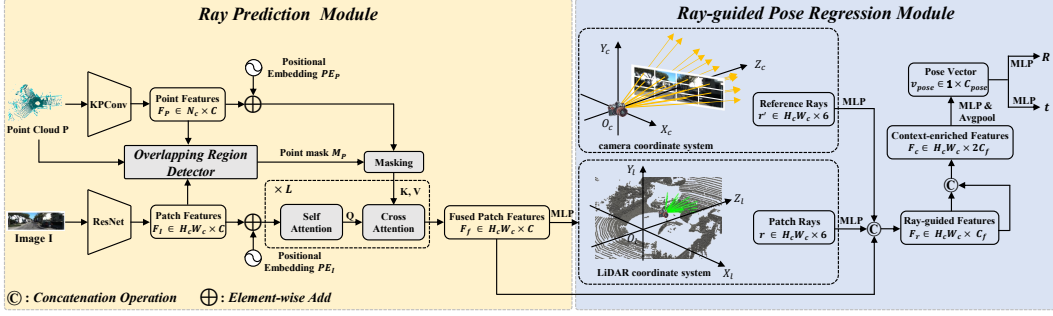 Ray Prediction Module
Ray-guided Pose Regression Module
Point Cloud P
KPConv
Point Features
F_P ∈ N_c × C
Positional
Embedding PE_P
Overlapping Region
Detector
Point mask M_P
Masking
K, V
× L
Image I
ResNet
Patch Features
F_I ∈ H_cW_c × C
Self
Attention
Q
Cross
Attention
Positional
Embedding PE_I
Fused Patch Features
F_f ∈ H_cW_c × C
MLP
Y_c
Z_c
O_c
X_c
camera coordinate system
Reference Rays
r' ∈ H_cW_c × 6
MLP
Y_l
Z_l
X_l
LiDAR coordinate system
Patch Rays
r ∈ H_cW_c × 6
MLP
©
Ray-guided Features
F_r ∈ H_cW_c × C_f
©
Context-enriched Features
F_c ∈ H_cW_c × 2C_f
MLP &
Avgpool
Pose Vector
v_pose ∈ 1 × C_pose
MLP
R
MLP
t
© : Concatenation Operation
⊕ : Element-wise Add